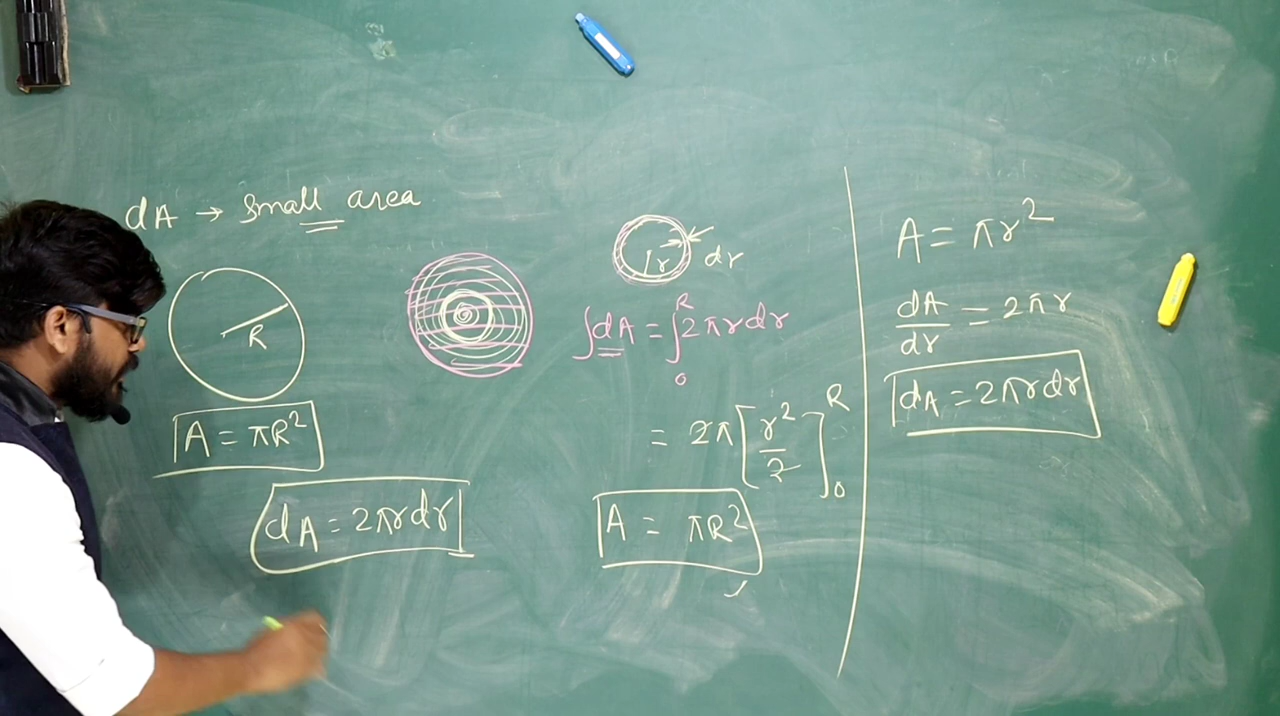 dA → small area
R
A = πR²
dA = 2πrdr
r
dr
∫dA = ∫₀ᴿ 2πrdr
= 2π[r²/2]₀ᴿ
A = πR²
A = πr²
dA/dr = 2πr
dA = 2πrdr